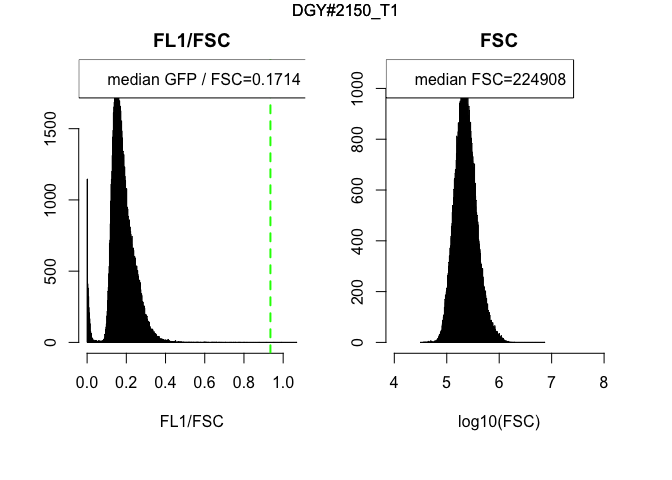 DGY#2150_T1
FL1/FSC
median GFP / FSC=0.1714
0
500
1000
1500
0.0 0.2 0.4 0.6 0.8 1.0
FL1/FSC
FSC
median FSC=224908
0
200
400
600
800
1000
4 5 6 7 8
log10(FSC)